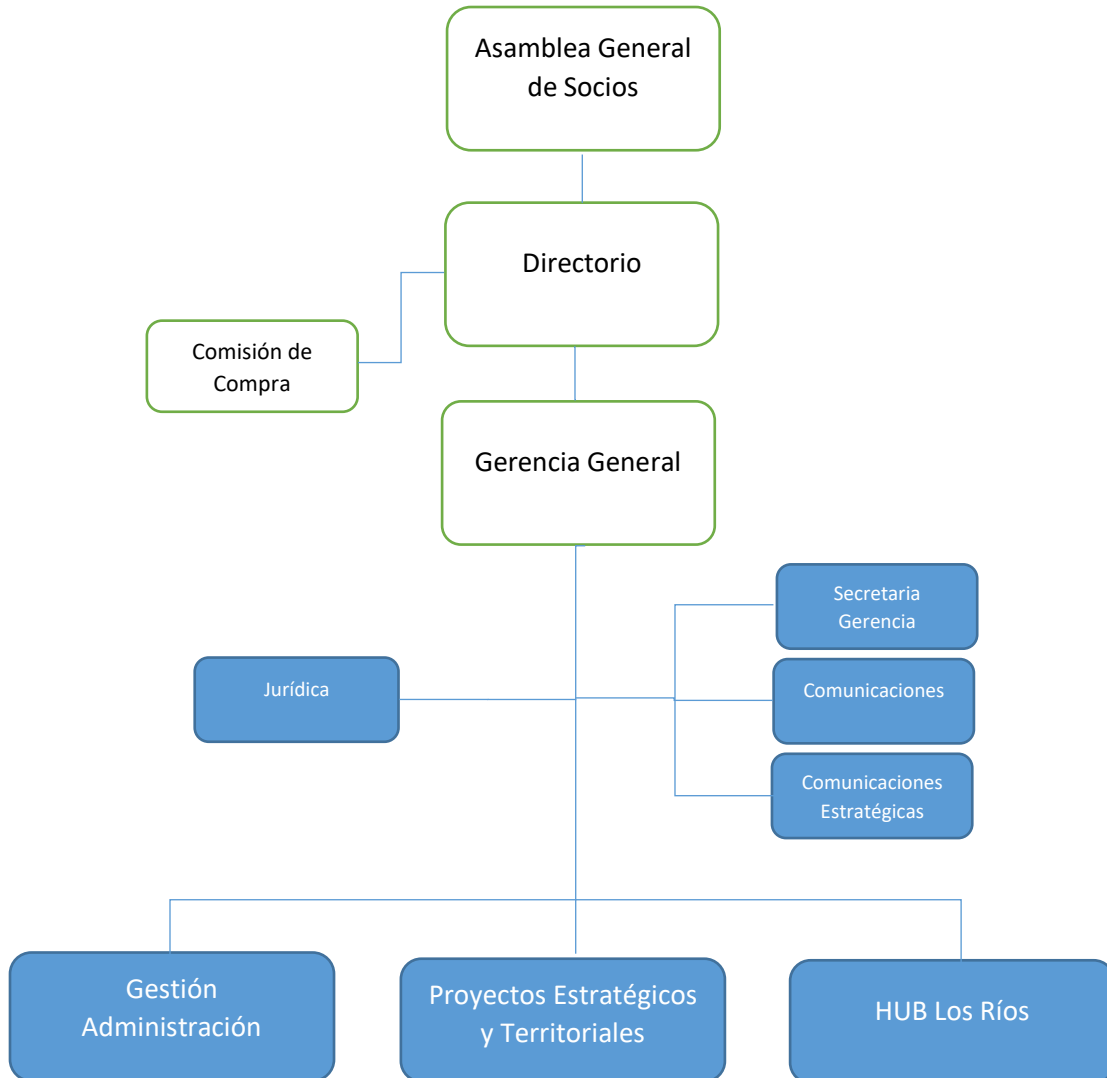 Asamblea General
de Socios
Directorio
Comisión de
Compra
Gerencia General
Secretaria
Gerencia
Jurídica
Comunicaciones
Comunicaciones
Estratégicas
Gestión
Administración
Proyectos Estratégicos
y Territoriales
HUB Los Ríos